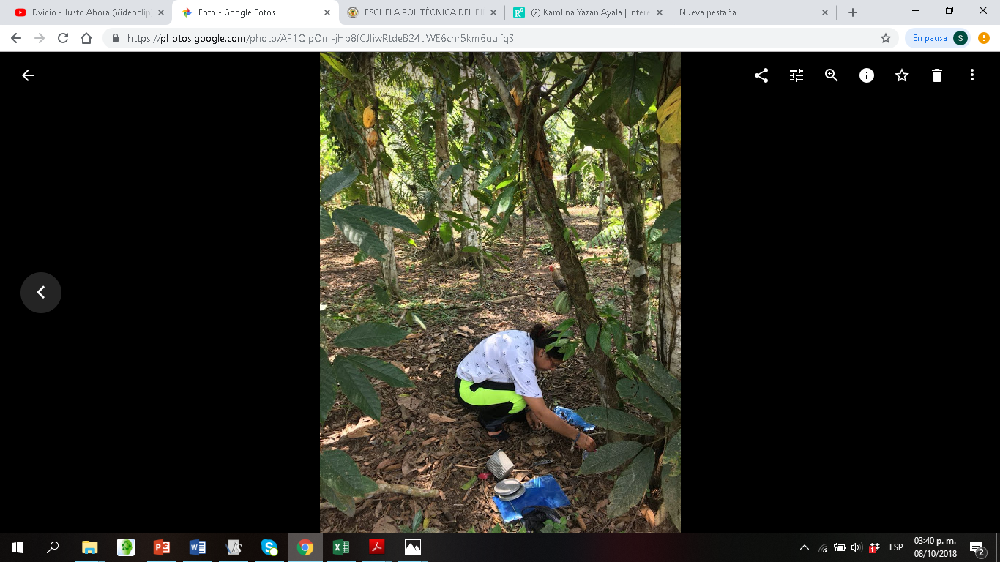 Dvicio - Justo Ahora (Videoclip
Foto - Google Fotos
ESCUELA POLITÉCNICA DEL EJ
(2) Karolina Yazan Ayala | Intere
Nueva pestaña
https://photos.google.com/photo/AF1QipOm-jHp8fCJIiwRtdeB24tiWE6cnr5km6uulfqS
En pausa
S
ESP
03:40 p. m.
08/10/2018
2